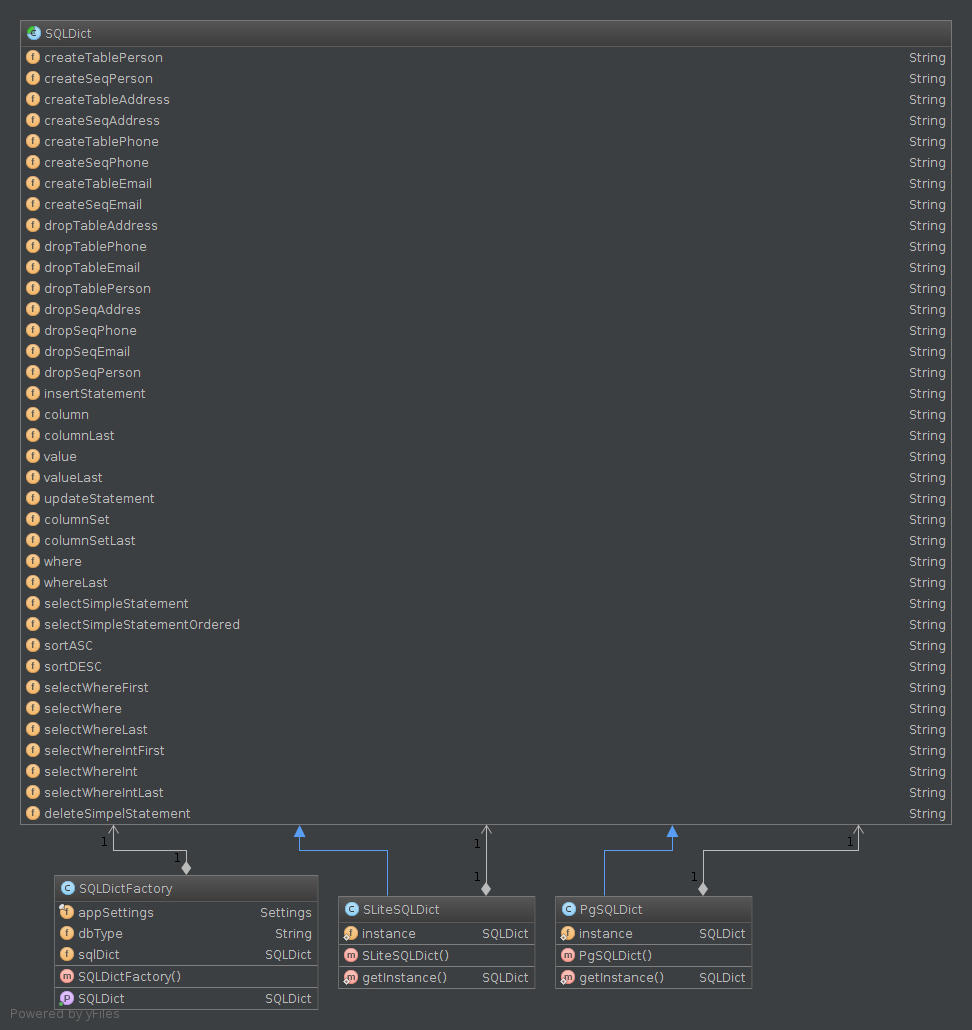 SQLDict
createTablePerson String
createSeqPerson String
createTableAddress String
createSeqAddress String
createTablePhone String
createSeqPhone String
createTableEmail String
createSeqEmail String
dropTableAddress String
dropTablePhone String
dropTableEmail String
dropTablePerson String
dropSeqAddres String
dropSeqPhone String
dropSeqEmail String
dropSeqPerson String
insertStatement String
column String
columnLast String
value String
valueLast String
updateStatement String
columnSet String
columnSetLast String
where String
whereLast String
selectSimpleStatement String
selectSimpleStatementOrdered String
sortASC String
sortDESC String
selectWhereFirst String
selectWhere String
selectWhereLast String
selectWhereIntFirst String
selectWhereInt String
selectWhereIntLast String
deleteSimpelStatement String
1 1 1
1 1 1
SQLDictFactory
appSettings Settings
dbType String
sqlDict SQLDict
SQLDictFactory()
SQLDict SQLDict
SLiteSQLDict
instance SQLDict
SLiteSQLDict()
getInstance() SQLDict
PgSQLDict
instance SQLDict
PgSQLDict()
getInstance() SQLDict
Powered by yFiles